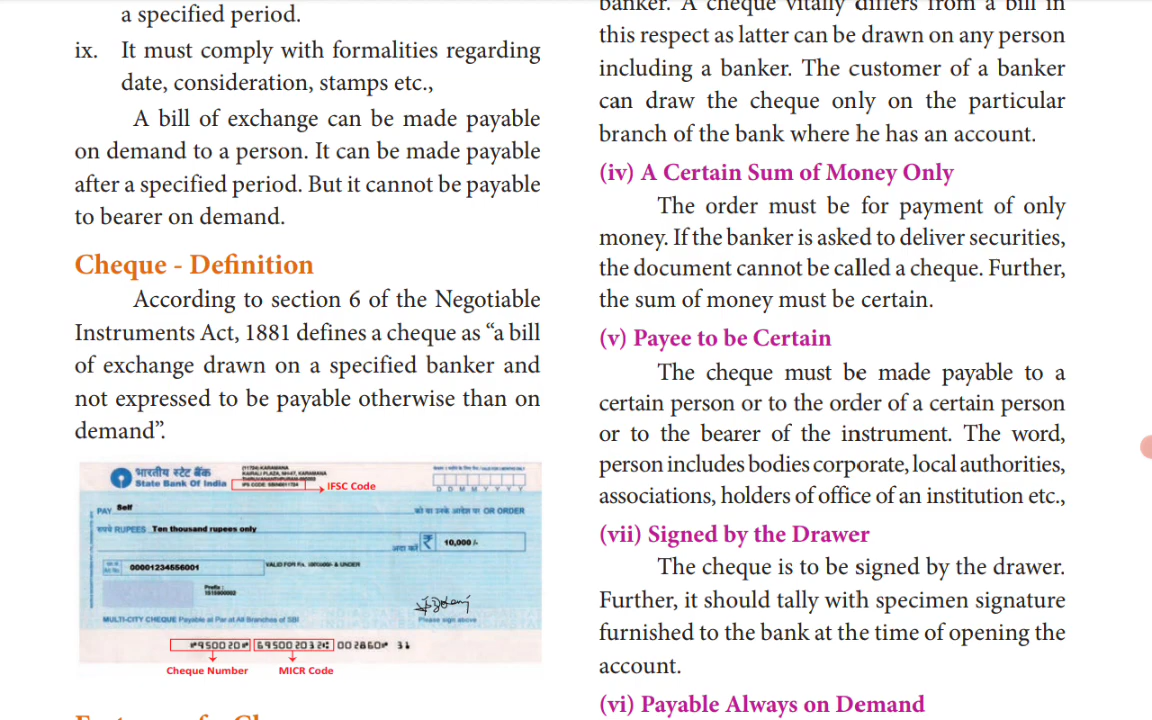 a specified period.
ix. It must comply with formalities regarding
date, consideration, stamps etc.,
A bill of exchange can be made payable
on demand to a person. It can be made payable
after a specified period. But it cannot be payable
to bearer on demand.
Cheque - Definition
According to section 6 of the Negotiable
Instruments Act, 1881 defines a cheque as “a bill
of exchange drawn on a specified banker and
not expressed to be payable otherwise than on
demand”.
भारतीय स्टेट बैंक
State Bank Of India
IFSC Code
D D M M Y Y Y Y
PAY Self
OR ORDER
रुपये RUPEES Ten thousand rupees only
अदा करें ₹ 10,000 /-
00001234556001
Prefix :
MULTI-CITY CHEQUE Payable at Par at All Branches of SBI
Please sign above
Cheque Number MICR Code
banker. A cheque vitally differs from a bill in
this respect as latter can be drawn on any person
including a banker. The customer of a banker
can draw the cheque only on the particular
branch of the bank where he has an account.
(iv) A Certain Sum of Money Only
The order must be for payment of only
money. If the banker is asked to deliver securities,
the document cannot be called a cheque. Further,
the sum of money must be certain.
(v) Payee to be Certain
The cheque must be made payable to a
certain person or to the order of a certain person
or to the bearer of the instrument. The word,
person includes bodies corporate, local authorities,
associations, holders of office of an institution etc.,
(vii) Signed by the Drawer
The cheque is to be signed by the drawer.
Further, it should tally with specimen signature
furnished to the bank at the time of opening the
account.
(vi) Payable Always on Demand